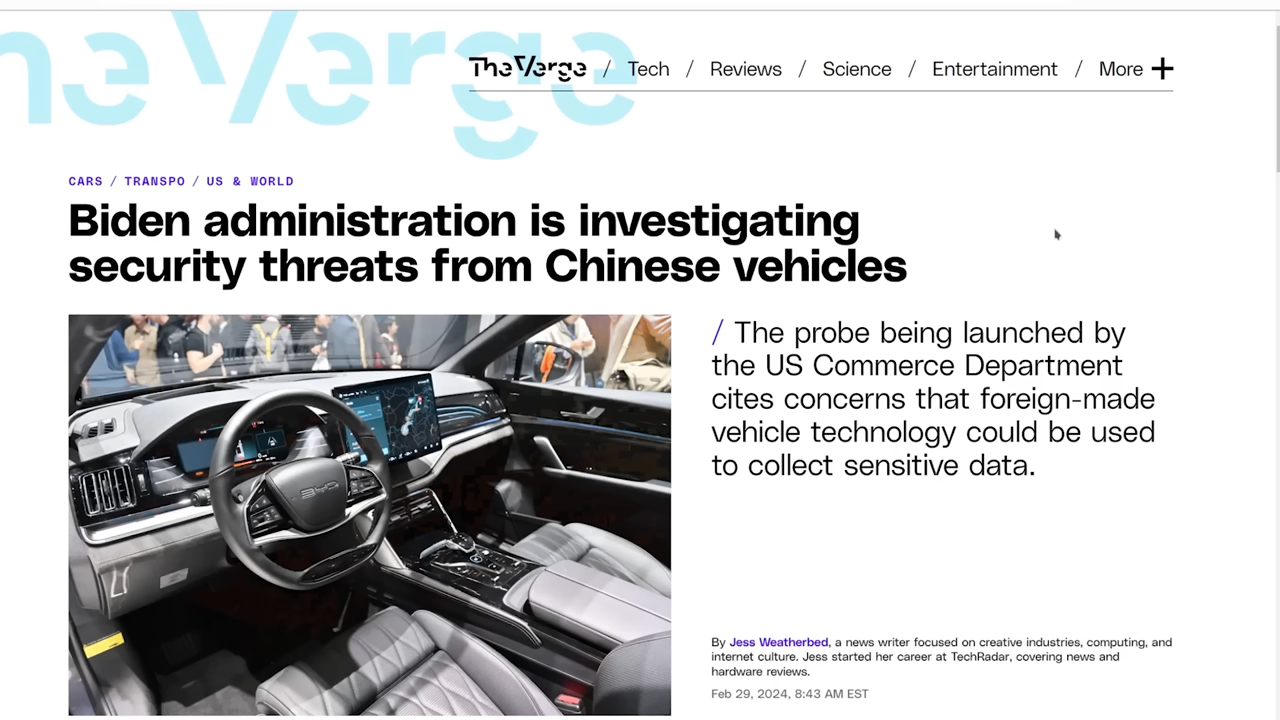 he Verge
The Verge / Tech / Reviews / Science / Entertainment / More +
CARS / TRANSPO / US & WORLD
Biden administration is investigating
security threats from Chinese vehicles
/ The probe being launched by
the US Commerce Department
cites concerns that foreign-made
vehicle technology could be used
to collect sensitive data.
BYD
By Jess Weatherbed, a news writer focused on creative industries, computing, and
internet culture. Jess started her career at TechRadar, covering news and
hardware reviews.
Feb 29, 2024, 8:43 AM EST